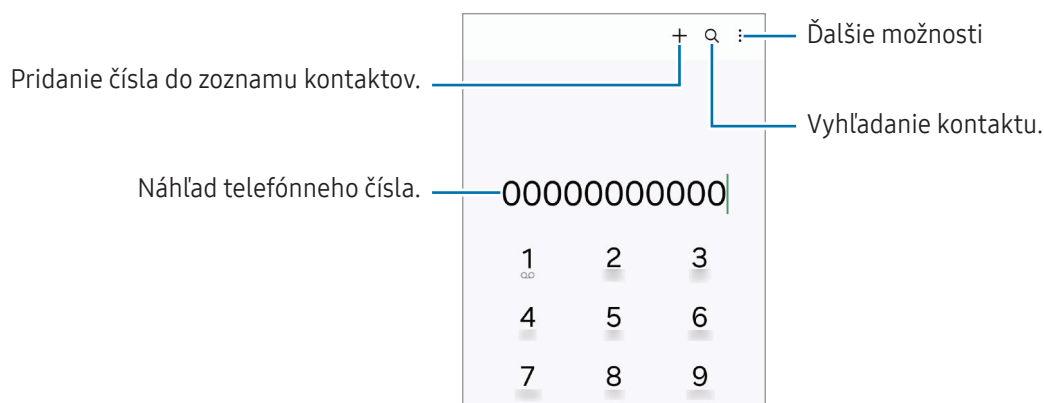 Ďalšie možnosti
Pridanie čísla do zoznamu kontaktov.
Vyhľadanie kontaktu.
Náhľad telefónneho čísla.
00000000000
1 2 3
4 5 6
7 8 9